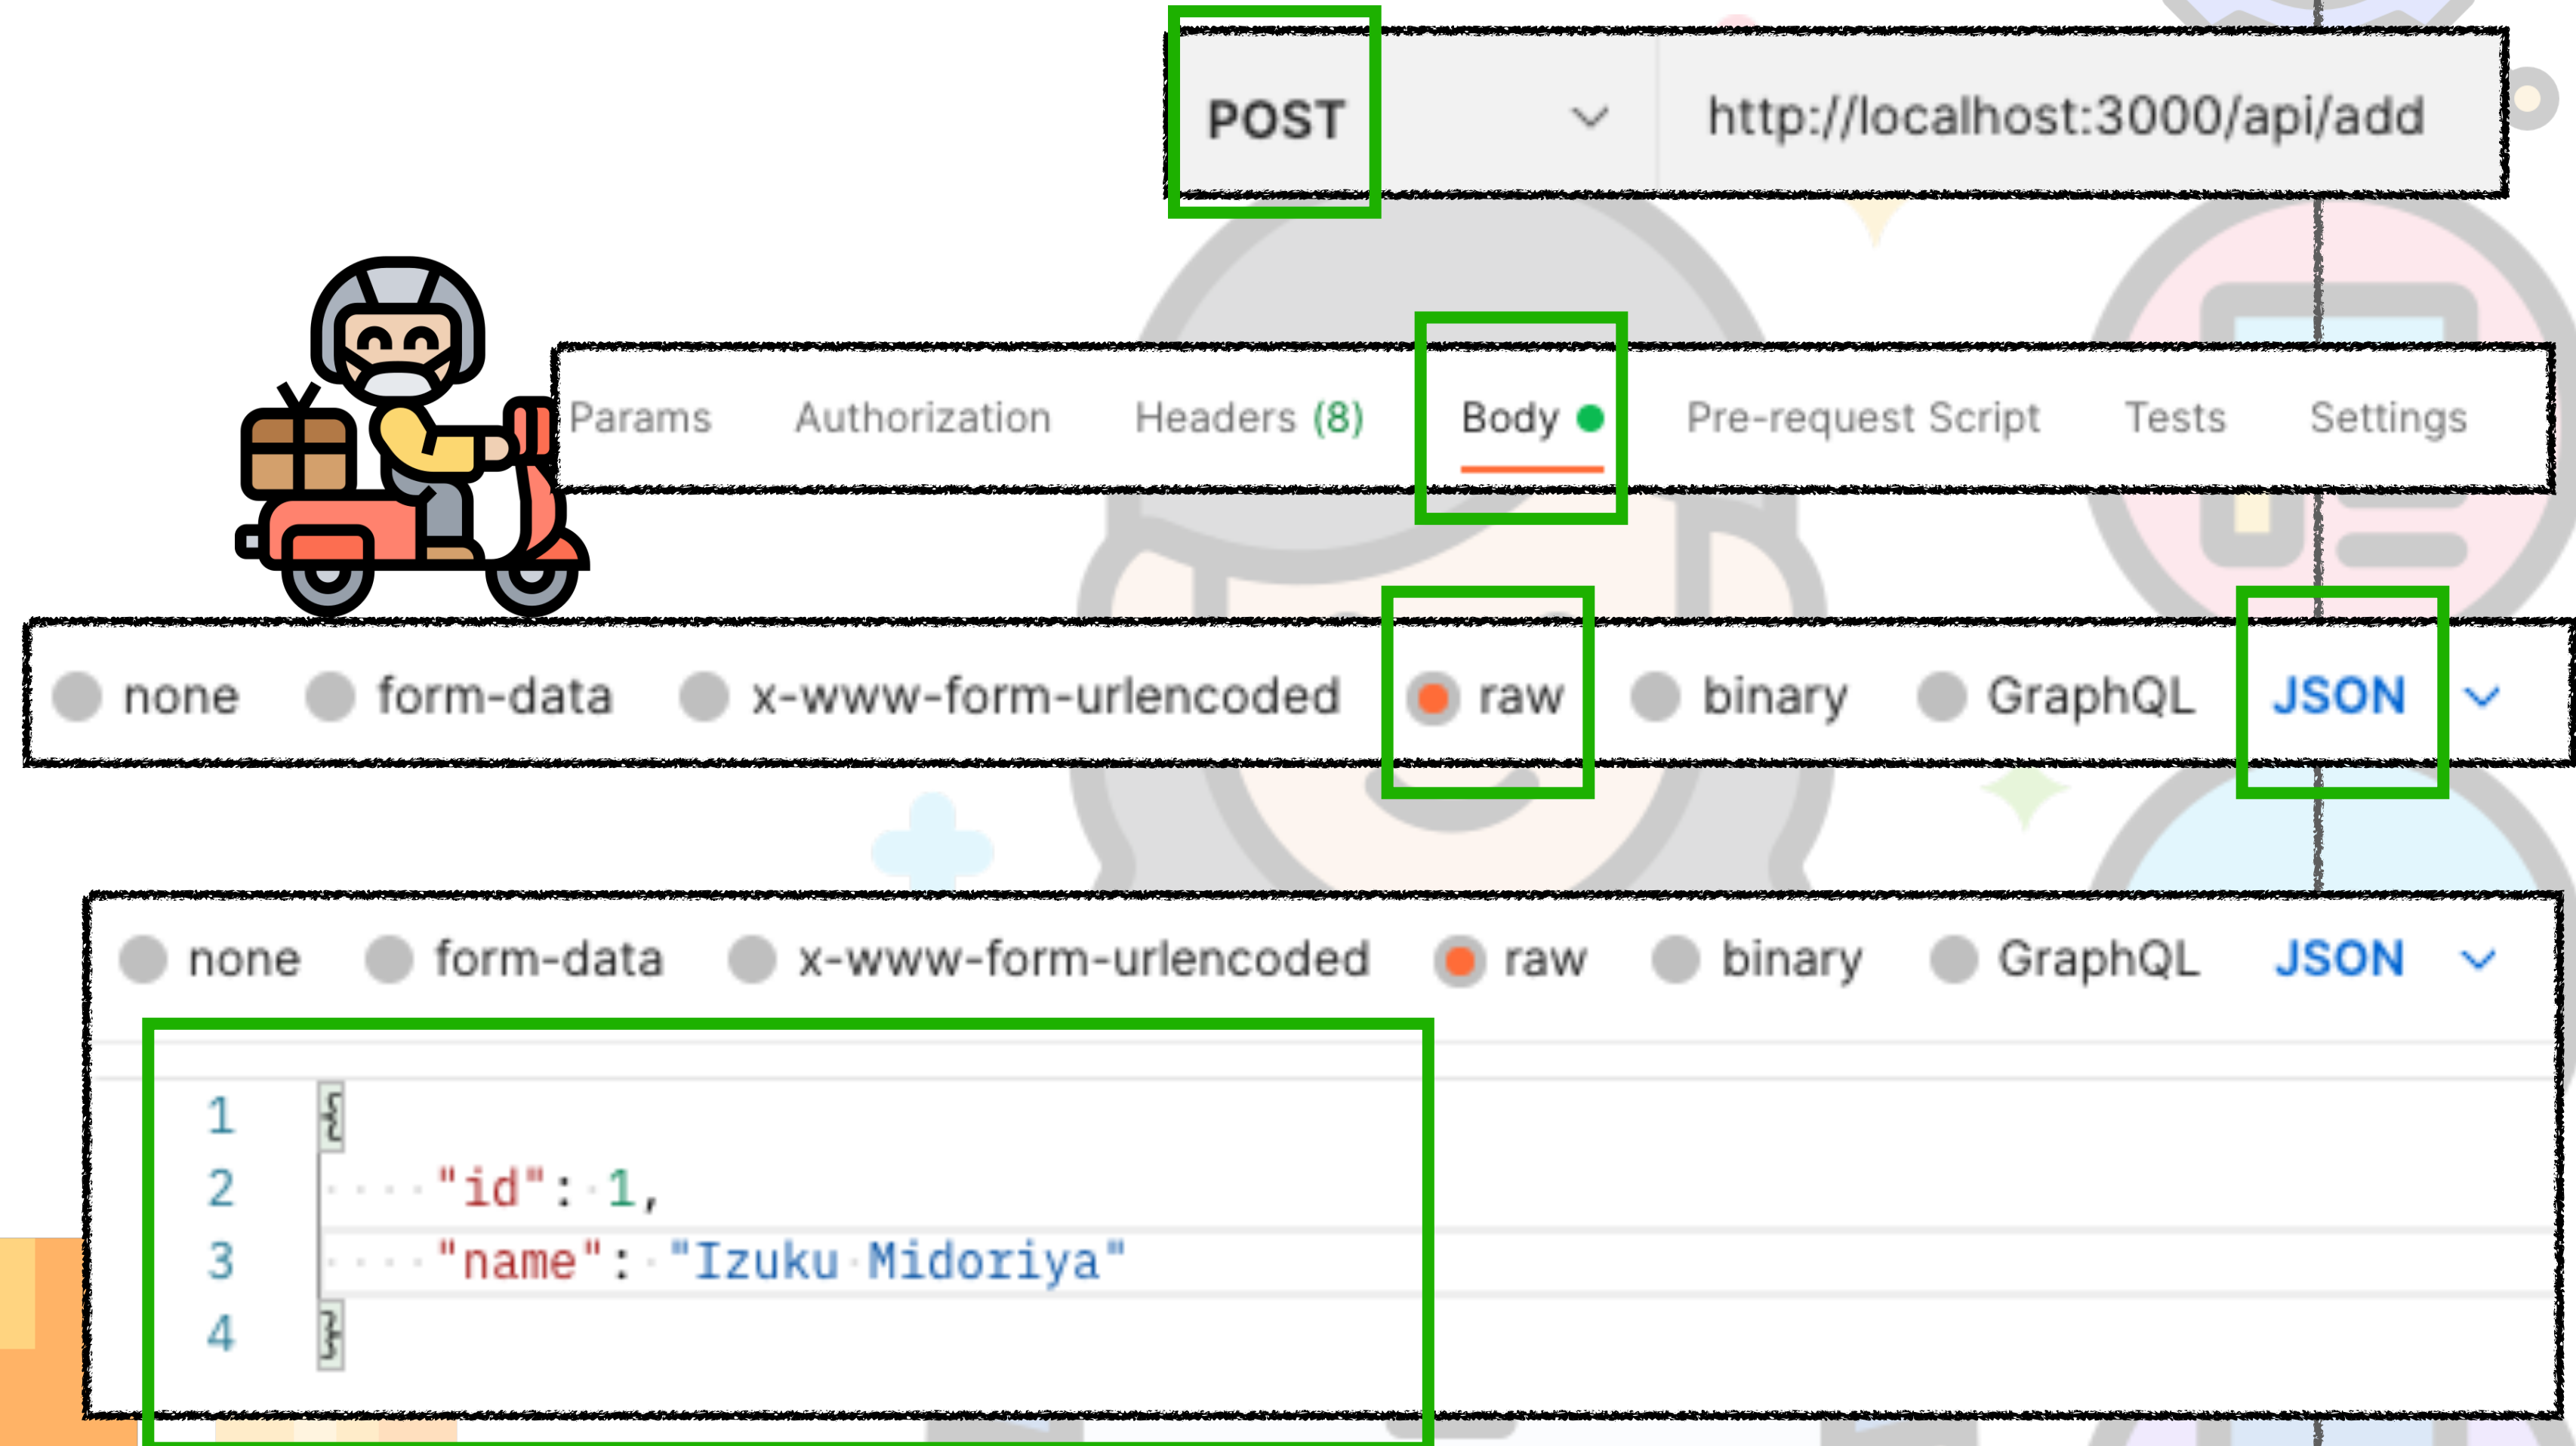 POST http://localhost:3000/api/add
Params Authorization Headers (8) Body Pre-request Script Tests Settings
none form-data x-www-form-urlencoded raw binary GraphQL JSON
none form-data x-www-form-urlencoded raw binary GraphQL JSON
1 {
2 "id": 1,
3 "name": "Izuku Midoriya"
4 }